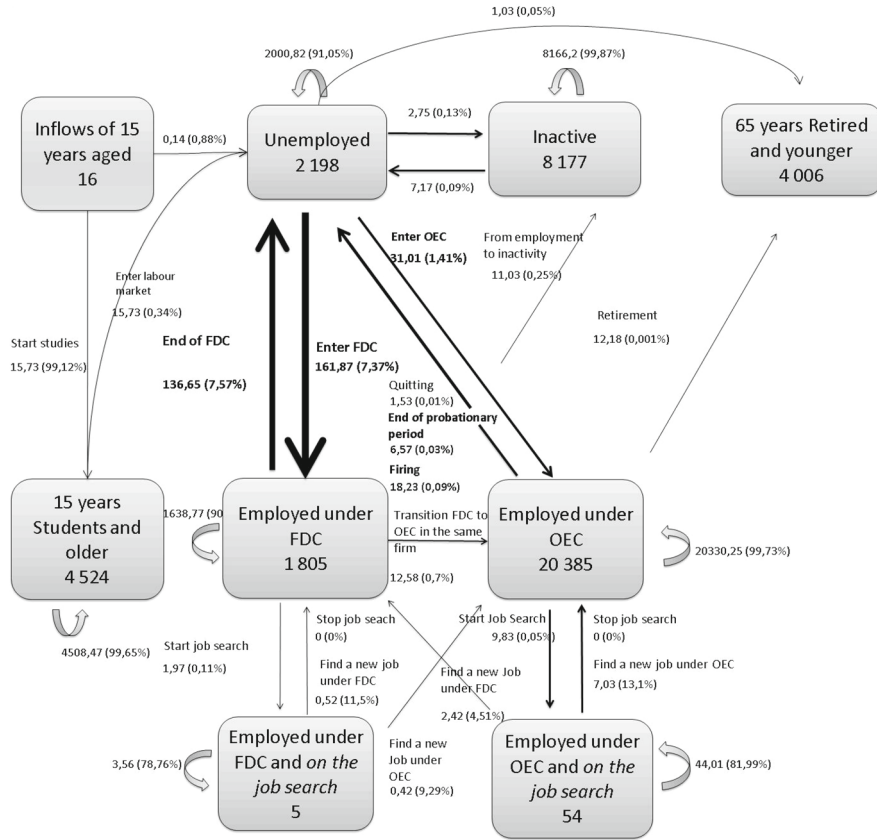 1,03 (0,05%)
2000,82 (91,05%)
8166,2 (99,87%)
Inflows of 15
years aged
16
0,14 (0,88%)
Unemployed
2 198
2,75 (0,13%)
7,17 (0,09%)
Inactive
8 177
65 years Retired
and younger
4 006
Enter OEC
31,01 (1,41%)
From employment
to inactivity
11,03 (0,25%)
Enter labour
market
15,73 (0,34%)
Retirement
12,18 (0,001%)
Start studies
15,73 (99,12%)
End of FDC
136,65 (7,57%)
Enter FDC
161,87 (7,37%)
Quitting
1,53 (0,01%)
End of probationary
period
6,57 (0,03%)
Firing
18,23 (0,09%)
15 years
Students and
older
4 524
1638,77 (90
Employed under
FDC
1 805
Transition FDC to
OEC in the same
firm
12,58 (0,7%)
Employed under
OEC
20 385
20330,25 (99,73%)
4508,47 (99,65%)
Start job search
1,97 (0,11%)
Stop job seach
0 (0%)
Find a new job
under FDC
0,52 (11,5%)
Start Job Search
9,83 (0,05%)
Find a new Job
under FDC
2,42 (4,51%)
Stop job search
0 (0%)
Find a new job under OEC
7,03 (13,1%)
3,56 (78,76%)
Employed under
FDC and on the
job search
5
Find a new
Job under
OEC
0,42 (9,29%)
Employed under
OEC and on the
job search
54
44,01 (81,99%)